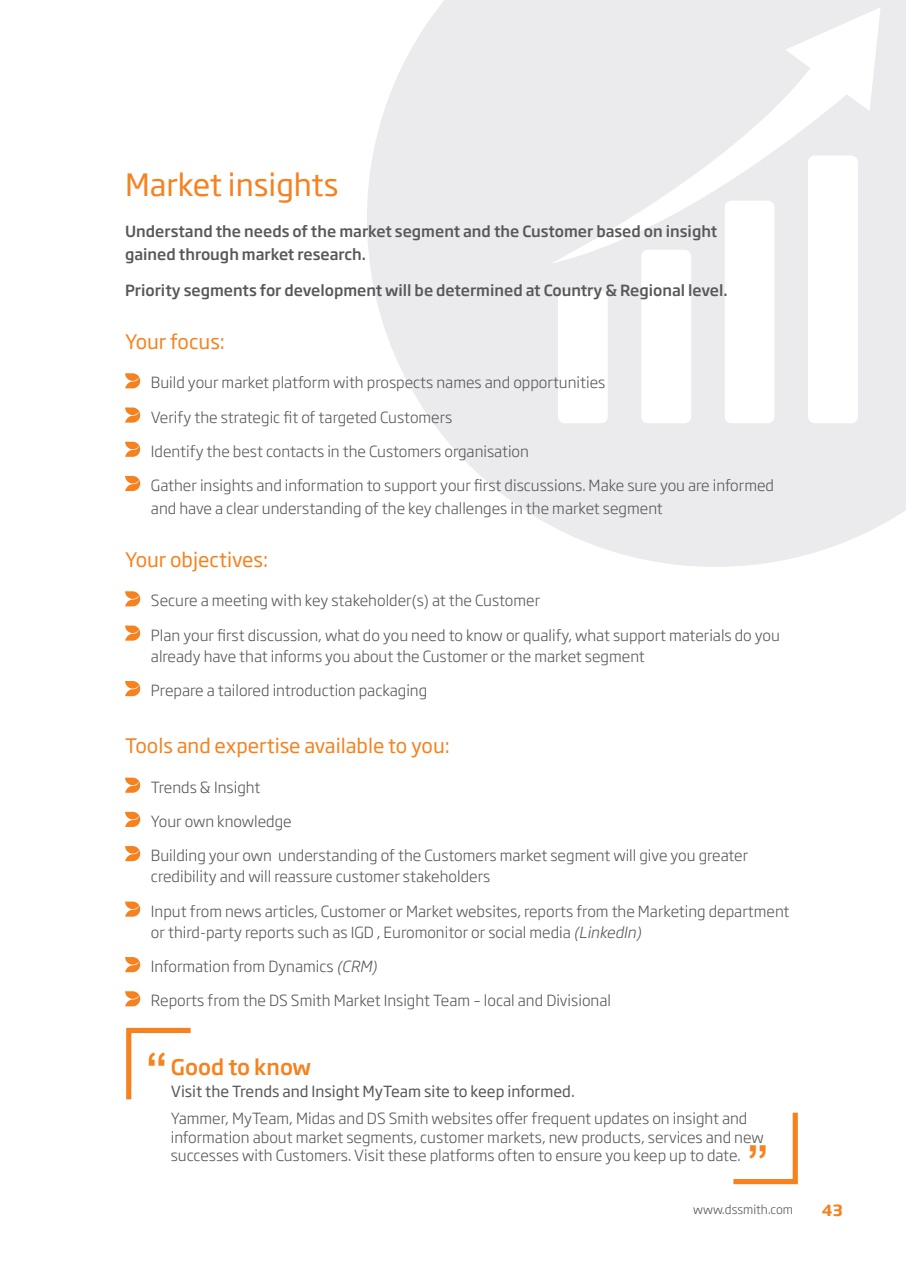 Market insights
Understand the needs of the market segment and the Customer based on insight
gained through market research.
Priority segments for development will be determined at Country & Regional level.
Your focus:
Build your market platform with prospects names and opportunities
Verify the strategic fit of targeted Customers
Identify the best contacts in the Customers organisation
Gather insights and information to support your first discussions. Make sure you are informed
and have a clear understanding of the key challenges in the market segment
Your objectives:
Secure a meeting with key stakeholder(s) at the Customer
Plan your first discussion, what do you need to know or qualify, what support materials do you
already have that informs you about the Customer or the market segment
Prepare a tailored introduction packaging
Tools and expertise available to you:
Trends & Insight
Your own knowledge
Building your own  understanding of the Customers market segment will give you greater
credibility and will reassure customer stakeholders
Input from news articles, Customer or Market websites, reports from the Marketing department
or third-party reports such as IGD , Euromonitor or social media (LinkedIn)
Information from Dynamics (CRM)
Reports from the DS Smith Market Insight Team – local and Divisional
“ Good to know
Visit the Trends and Insight MyTeam site to keep informed.
Yammer, MyTeam, Midas and DS Smith websites offer frequent updates on insight and
information about market segments, customer markets, new products, services and new
successes with Customers. Visit these platforms often to ensure you keep up to date. ”
www.dssmith.com 43